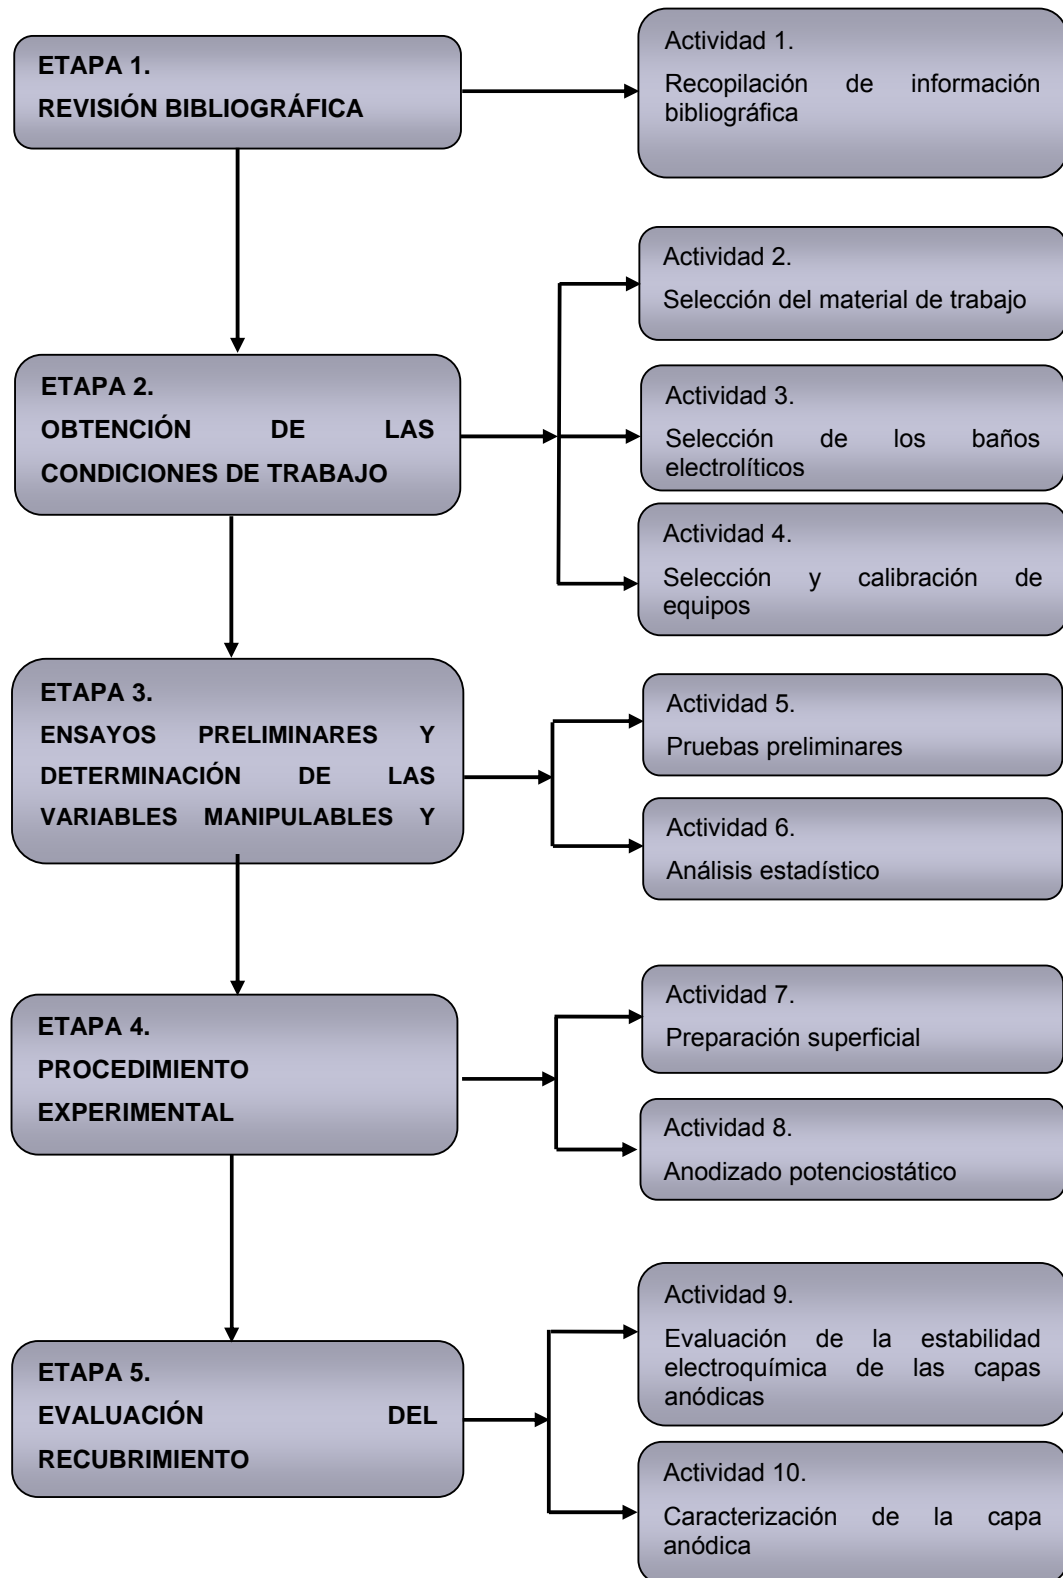 ETAPA 1.
REVISIÓN BIBLIOGRÁFICA
Actividad 1.
Recopilación de información
bibliográfica
ETAPA 2.
OBTENCIÓN DE LAS
CONDICIONES DE TRABAJO
Actividad 2.
Selección del material de trabajo
Actividad 3.
Selección de los baños
electrolíticos
Actividad 4.
Selección y calibración de
equipos
ETAPA 3.
ENSAYOS PRELIMINARES Y
DETERMINACIÓN DE LAS
VARIABLES MANIPULABLES Y
Actividad 5.
Pruebas preliminares
Actividad 6.
Análisis estadístico
ETAPA 4.
PROCEDIMIENTO
EXPERIMENTAL
Actividad 7.
Preparación superficial
Actividad 8.
Anodizado potenciostático
ETAPA 5.
EVALUACIÓN DEL
RECUBRIMIENTO
Actividad 9.
Evaluación de la estabilidad
electroquímica de las capas
anódicas
Actividad 10.
Caracterización de la capa
anódica